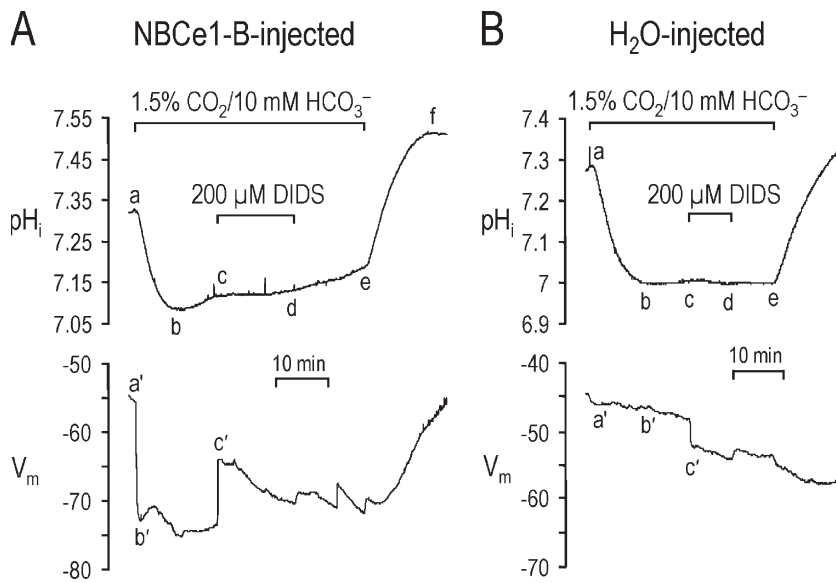 A NBCe1-B-injected
1.5% CO₂/10 mM HCO₃⁻
7.55
7.45
7.35
7.25
7.15
7.05
pHᵢ
a
b
200 µM DIDS
c
d
e
f
-50
-60
-70
-80
Vₘ
10 min
a'
b'
c'
B H₂O-injected
1.5% CO₂/10 mM HCO₃⁻
7.4
7.3
7.2
7.1
7
6.9
pHᵢ
a
200 µM DIDS
b
c
d
e
-40
-50
-60
-70
Vₘ
10 min
a'
b'
c'